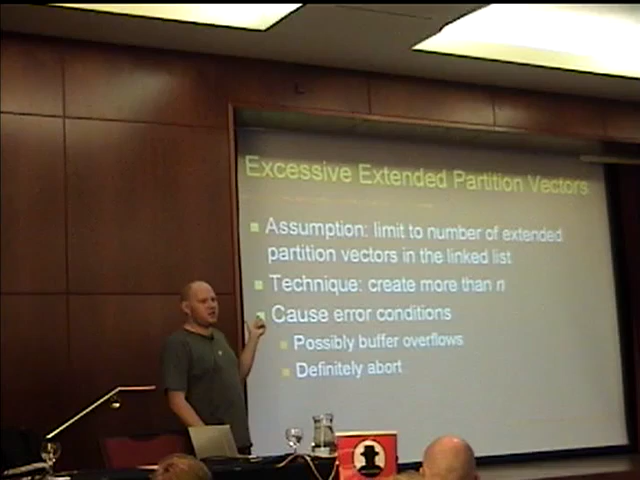 Excessive Extended Partition Vectors
Assumption: limit to number of extended
partition vectors in the linked list
Technique: create more than n
Cause error conditions
Possibly buffer overflows
Definitely abort